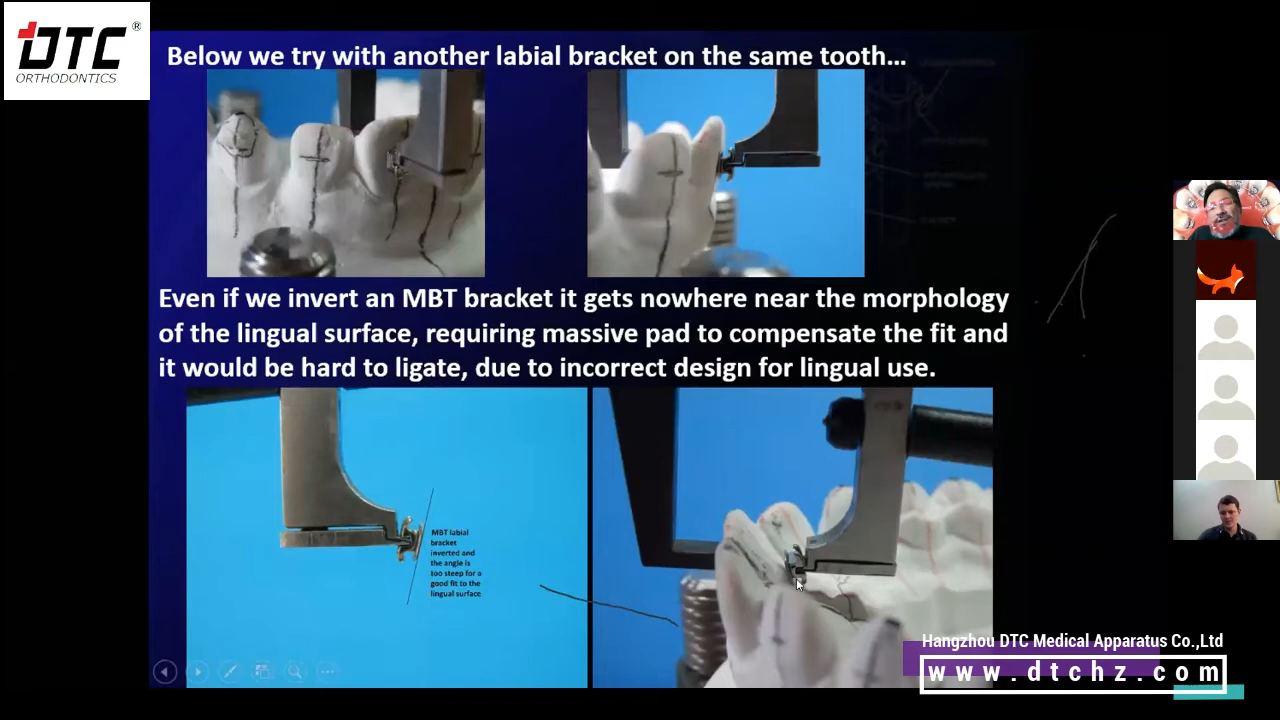 DTC®
ORTHODONTICS
Below we try with another labial bracket on the same tooth...
Even if we invert an MBT bracket it gets nowhere near the morphology
of the lingual surface, requiring massive pad to compensate the fit and
it would be hard to ligate, due to incorrect design for lingual use.
MBT labial
bracket
inverted and
the angle is
too steep for a
good fit to the
lingual surface
Hangzhou DTC Medical Apparatus Co.,Ltd
www.dtchz.com